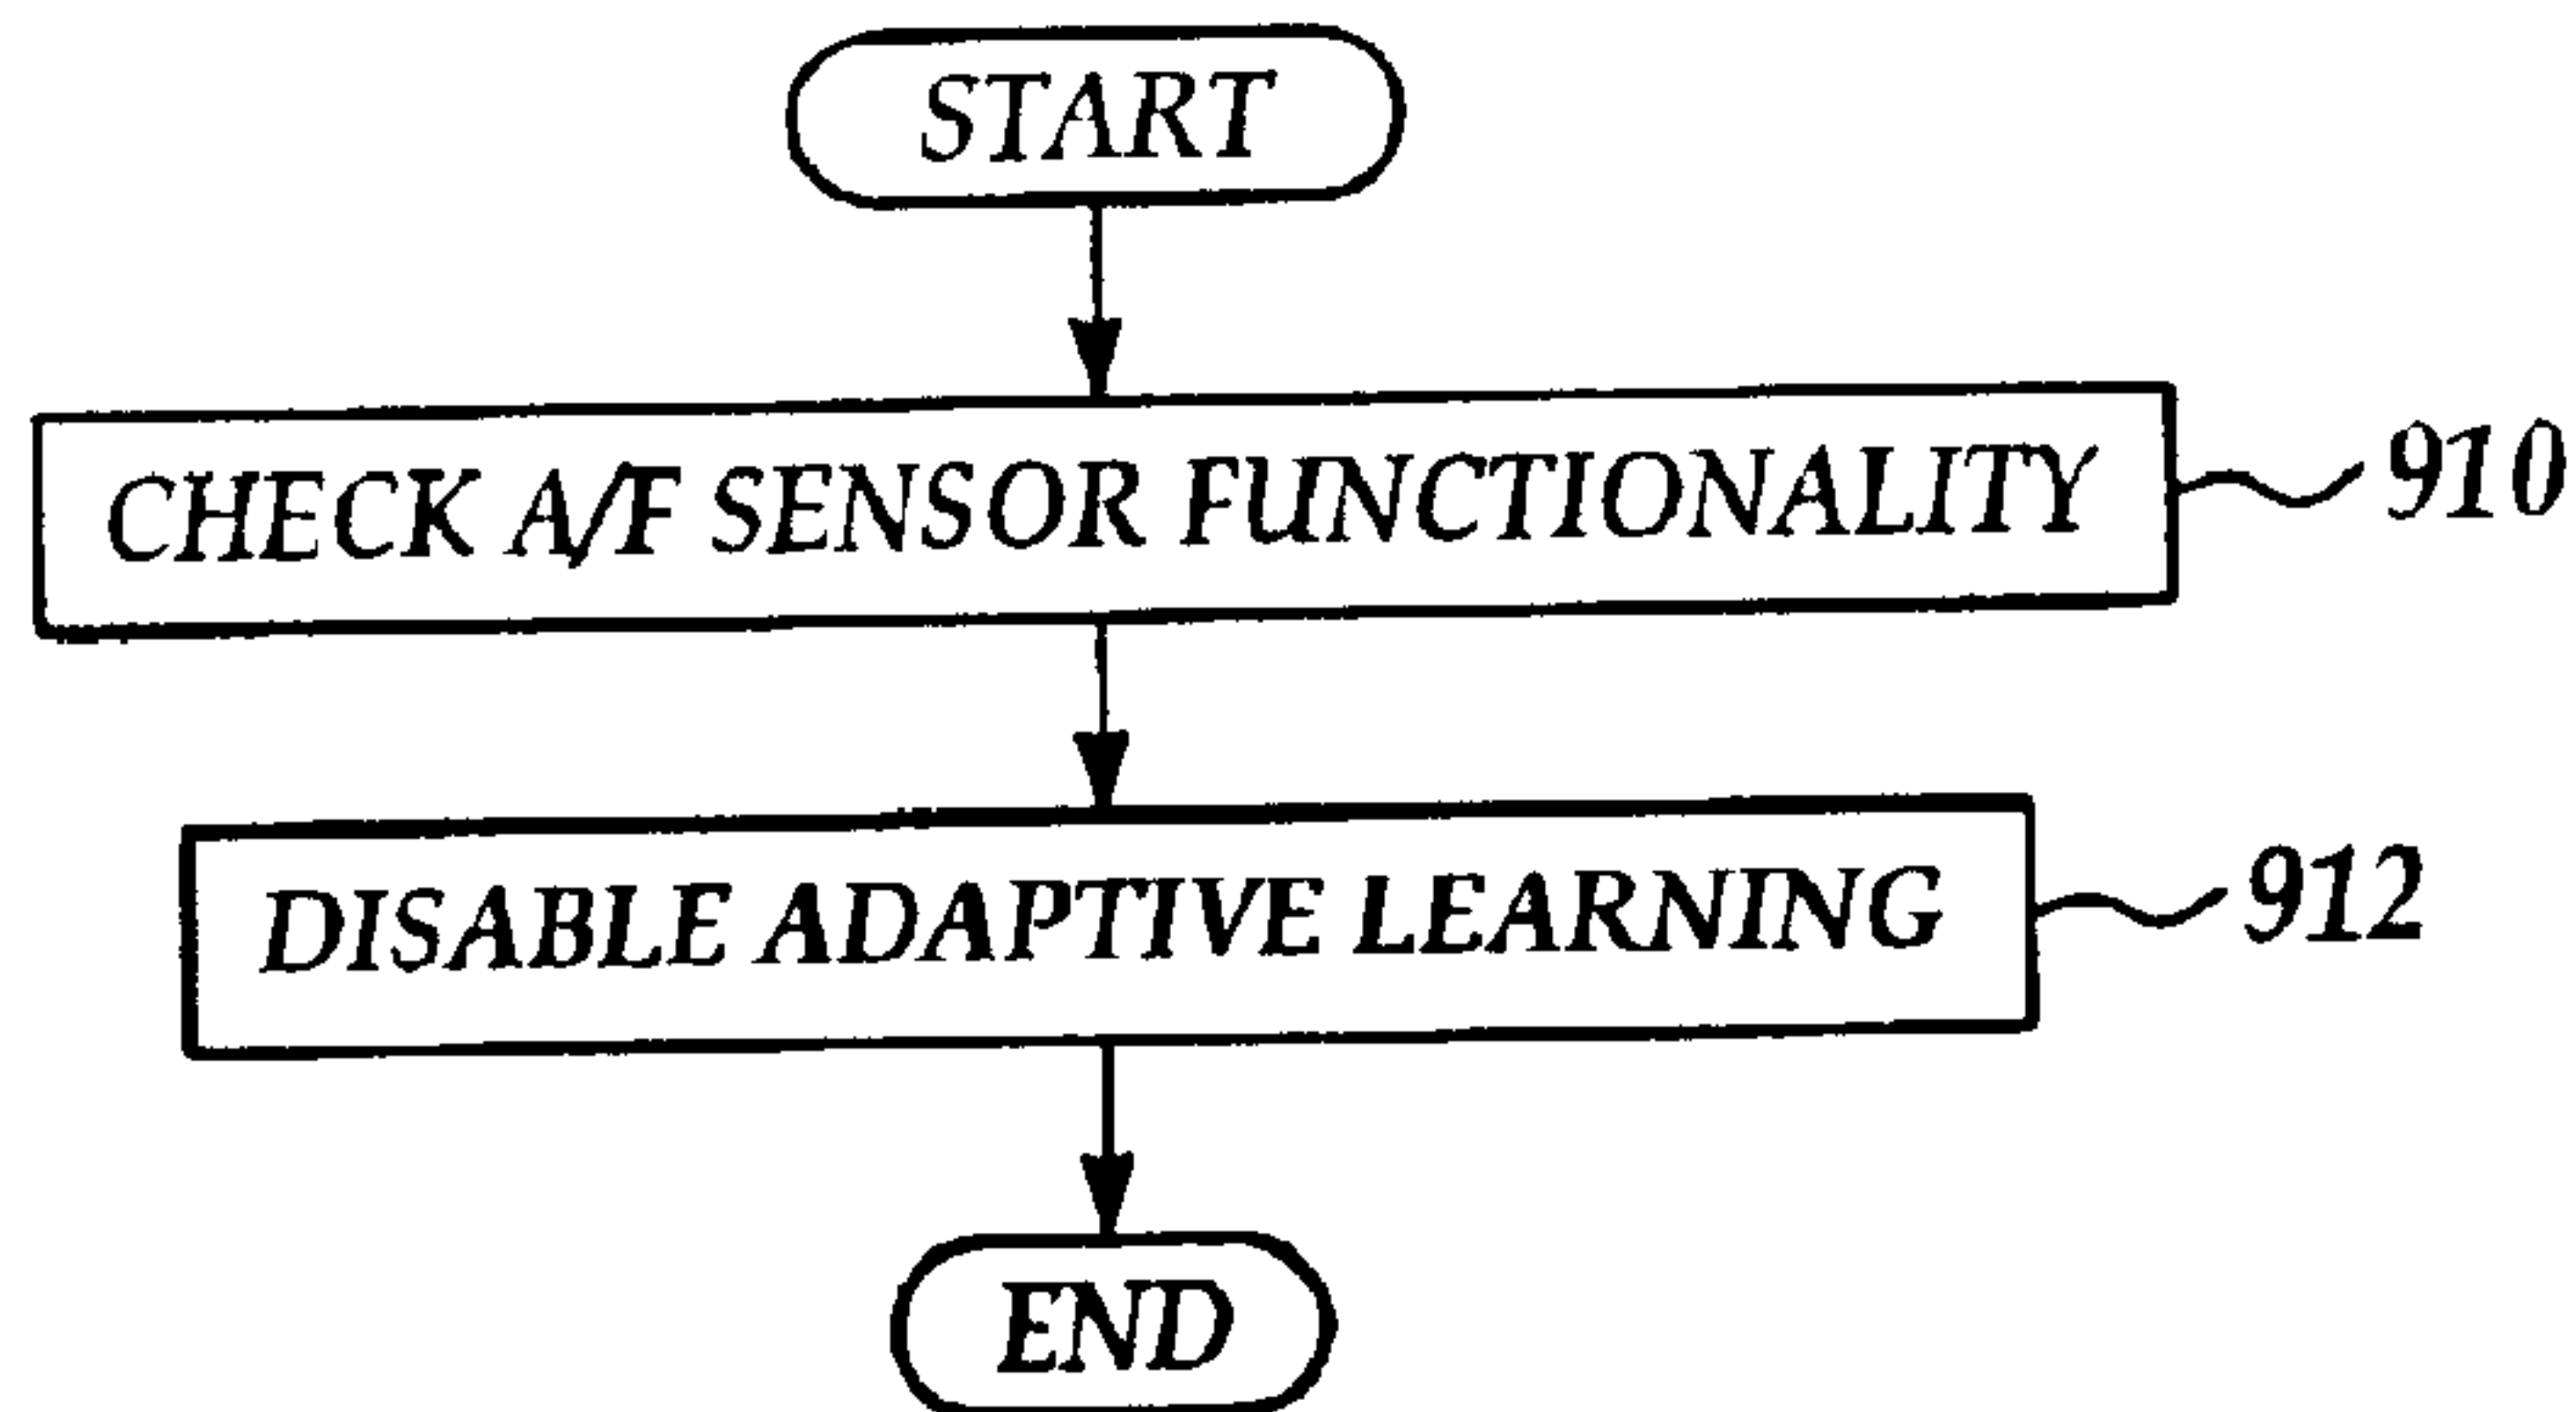 START
CHECK A/F SENSOR FUNCTIONALITY
910
DISABLE ADAPTIVE LEARNING
912
END